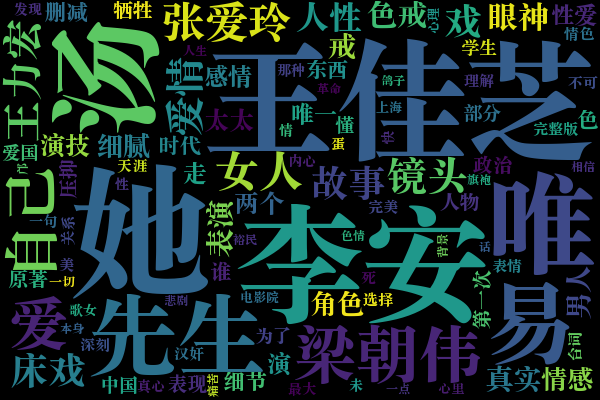 发现
删减
牺牲
张爱玲
人性
色戒
心理
戏
眼神
性爱
情色
王力宏
汤
人生
爱情
感情
那种
东西
戒
王佳芝
学生
鸽子
理解
不可
革命
上海
部分
色
太太
唯一
懂
情
蛋
完整版
演技
细腻
时代
爱国
天涯
走
女人
内心
故事
镜头
政治
旗袍
相信
压抑
性
她
自己
唯
一句
关系
美
表演
两个
裕民
谁
李安
完美
色情
人物
背景
话
表情
死
原著
一切
歌女
悲剧
电影院
角色
选择
第一次
易
男人
爱
本身
深刻
先生
汉奸
为了
演
梁朝伟
台词
床戏
中国
真心
表现
细节
最大
未
一点
心里
真实
情感